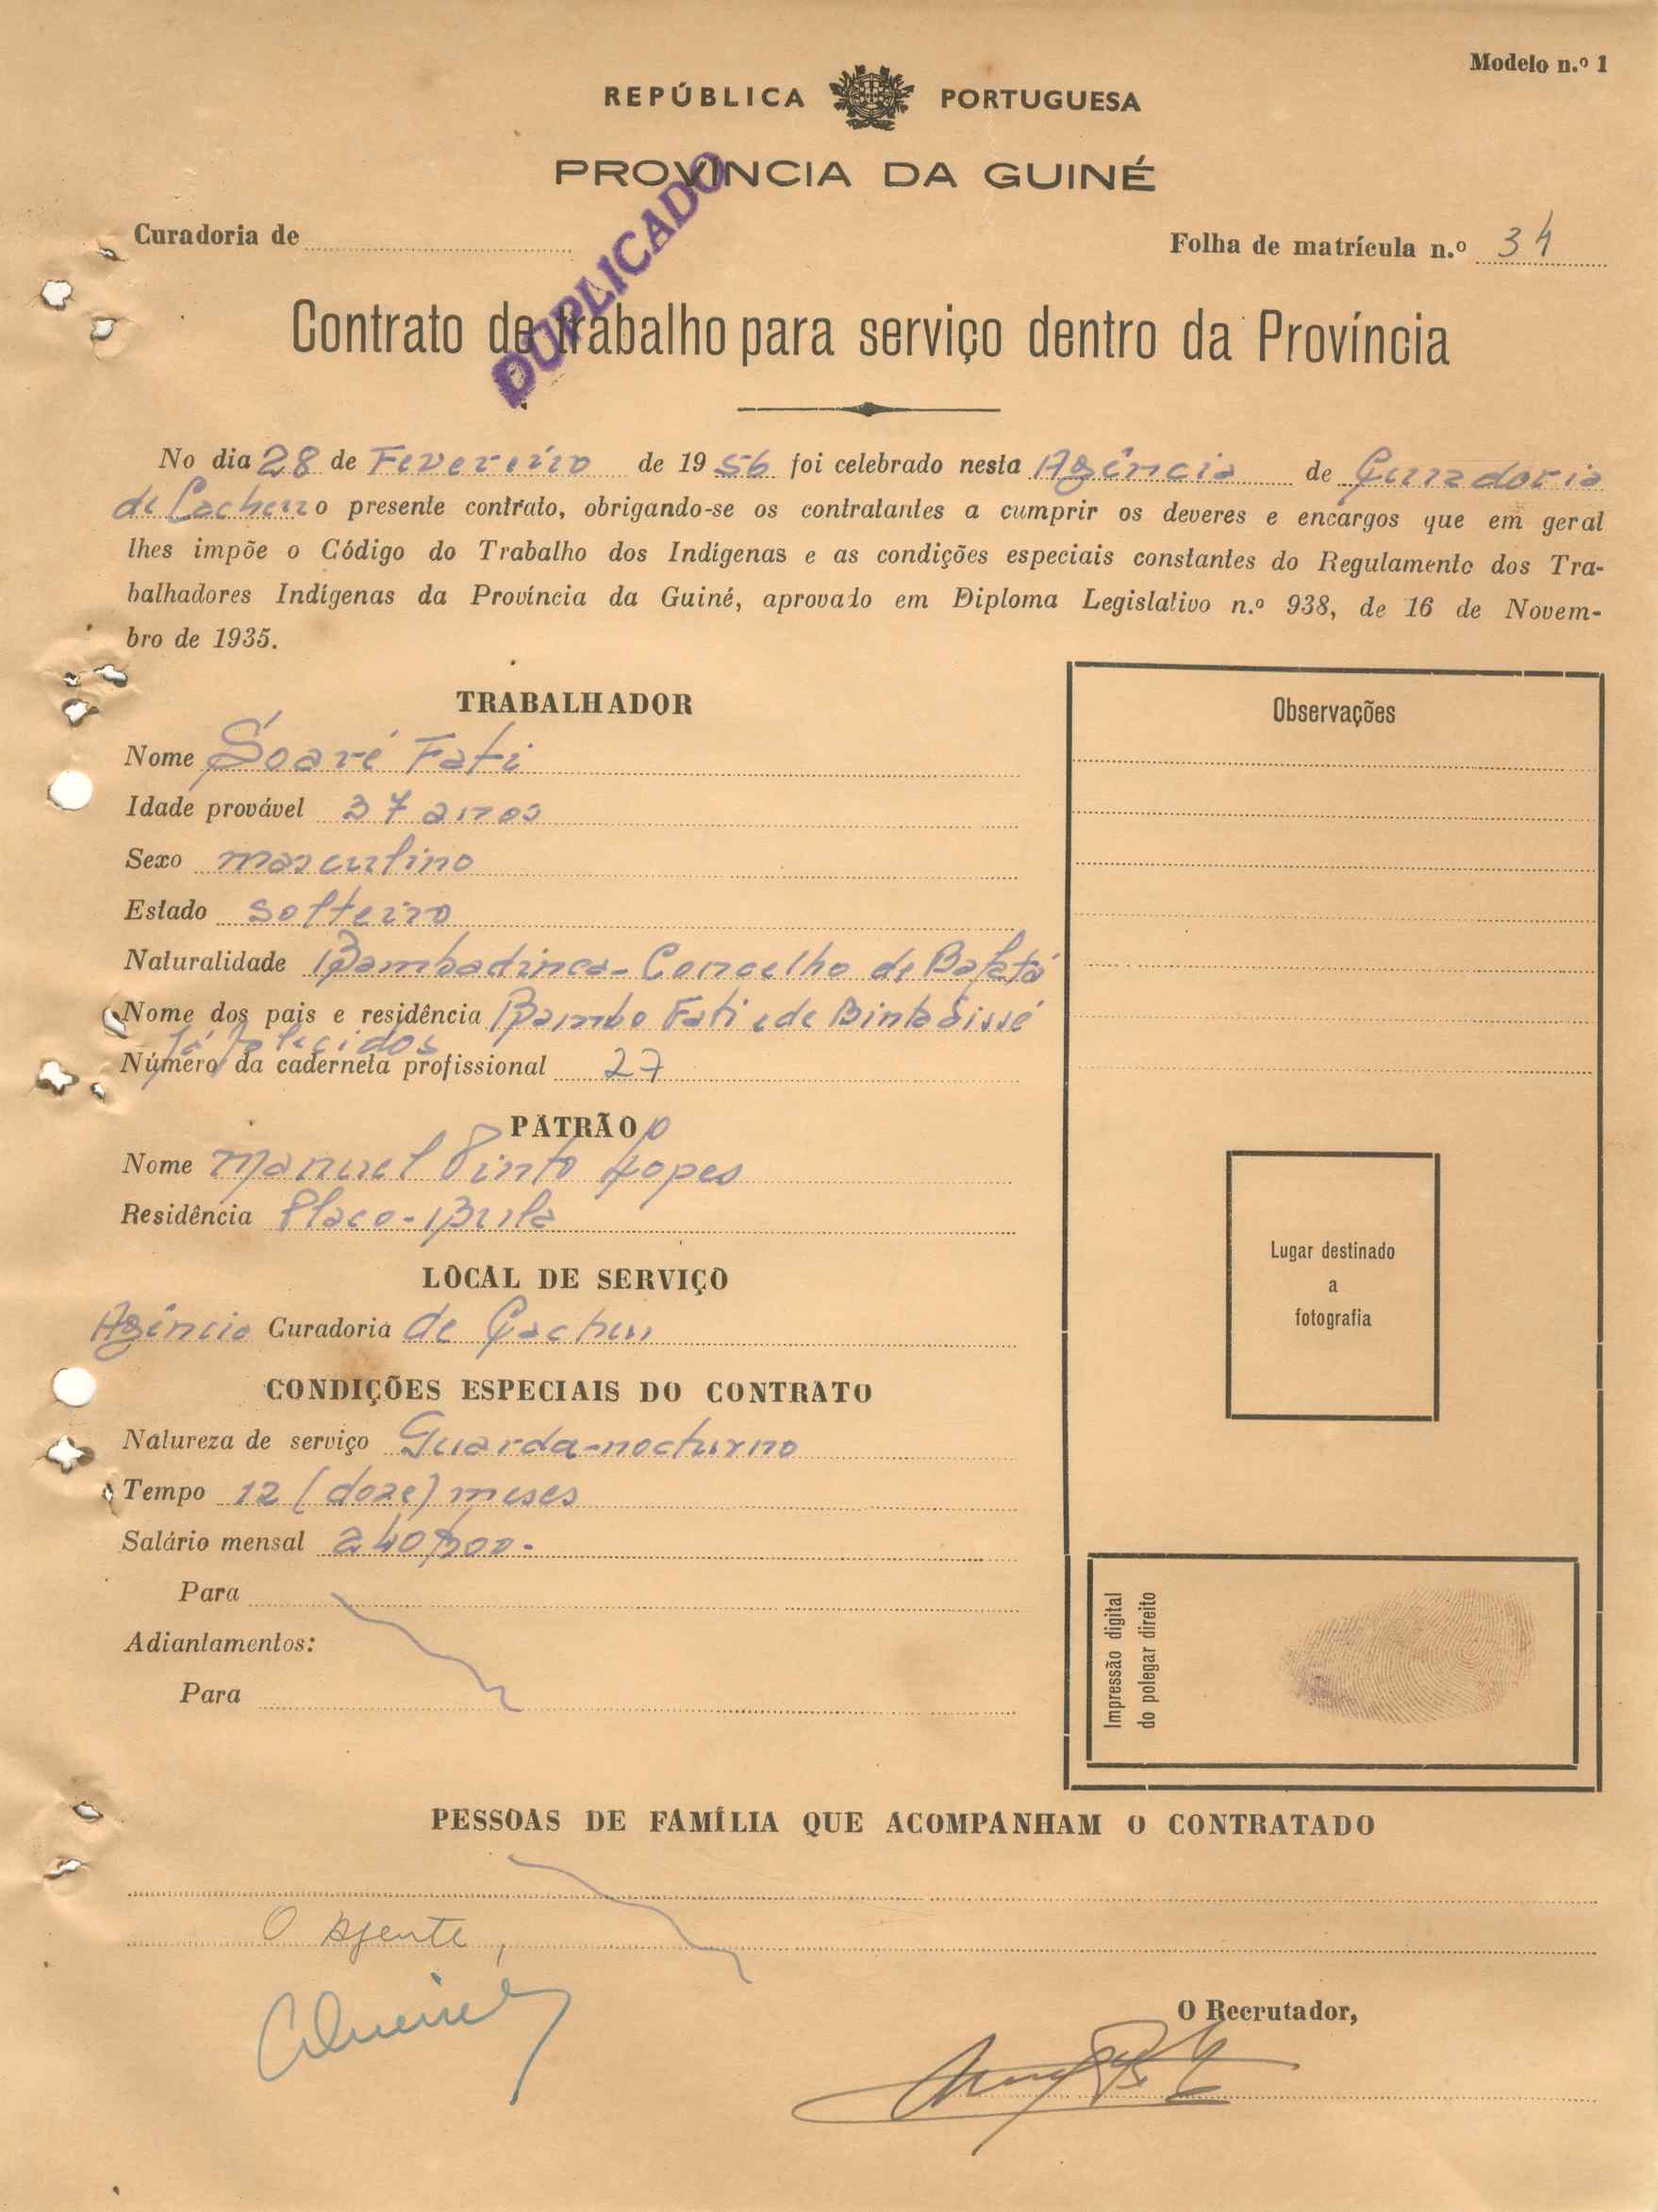 Modelo n.º 1
REPÚBLICA PORTUGUESA
PROVÍNCIA DA GUINÉ
DUPLICADO
Curadoria de
Folha de matrícula n.º 34
Contrato de trabalho para serviço dentro da Província
No dia 28 de Fevereiro de 1956 foi celebrado nesta Agência de Curadoria
de Cacheu o presente contrato, obrigando-se os contratantes a cumprir os deveres e encargos que em geral
lhes impõe o Código do Trabalho dos Indígenas e as condições especiais constantes do Regulamento dos Tra-
balhadores Indígenas da Província da Guiné, aprovado em Diploma Legislativo n.º 938, de 16 de Novem-
bro de 1935.
TRABALHADOR
Nome Soaré Fati
Idade provável 37 anos
Sexo masculino
Estado solteiro
Naturalidade Bambadinca - Concelho de Bafatá
Nome dos pais e residência Bambo Fati e de Binta Sissé
Já falecidos
Número da caderneta profissional 27
PATRÃO
Nome Manuel Pinto Lopes
Residência Placo-Bula
LOCAL DE SERVIÇO
Agência Curadoria de Cacheu
CONDIÇÕES ESPECIAIS DO CONTRATO
Natureza de serviço Guarda-nocturno
Tempo 12 (doze) meses
Salário mensal 240$00-
Para
Adiantamentos:
Para
Observações
Lugar destinado
a
fotografia
Impressão digital
do polegar direito
PESSOAS DE FAMÍLIA QUE ACOMPANHAM O CONTRATADO
O Agente,
O Recrutador,